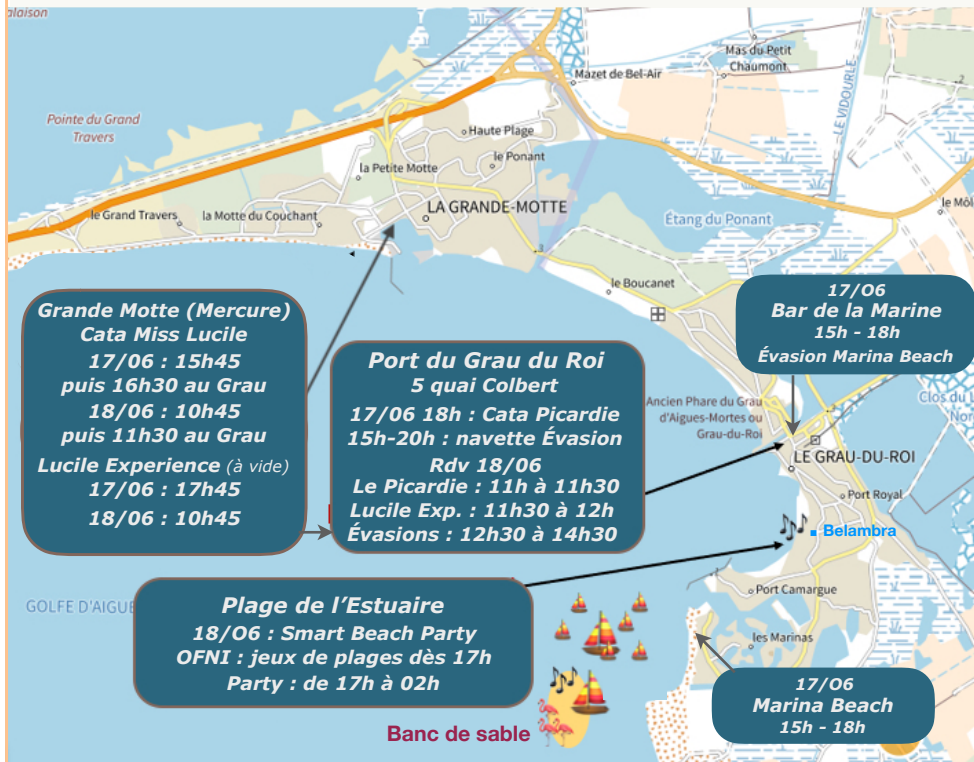 alaison
Pointe du Grand
Travers
Mas du Petit
Chaumont
Mazet de Bel-Air
LE VIDOURLE
Haute Plage
le Ponant
la Petite Motte
LA GRANDE-MOTTE
le Grand Travers
la Motte du Couchant
Étang du Ponant
le Môl
le Boucanet
Grande Motte (Mercure)
Cata Miss Lucile
17/06 : 15h45
puis 16h30 au Grau
18/06 : 10h45
puis 11h30 au Grau
Lucile Experience (à vide)
17/06 : 17h45
18/06 : 10h45
Port du Grau du Roi
5 quai Colbert
17/06 18h : Cata Picardie
15h-20h : navette Évasion
Rdv 18/06
Le Picardie : 11h à 11h30
Lucile Exp. : 11h30 à 12h
Évasions : 12h30 à 14h30
17/O6
Bar de la Marine
15h - 18h
Évasion Marina Beach
Ancien Phare du Grau
d'Aigues-Mortes ou
Grau-du-Roi
Clos du L
Nor
LE GRAU-DU-ROI
Port Royal
Belambra
Port Camargue
les Marinas
GOLFE D'AIGUE
Plage de l'Estuaire
18/O6 : Smart Beach Party
OFNI : jeux de plages dès 17h
Party : de 17h à 02h
Banc de sable
17/O6
Marina Beach
15h - 18h